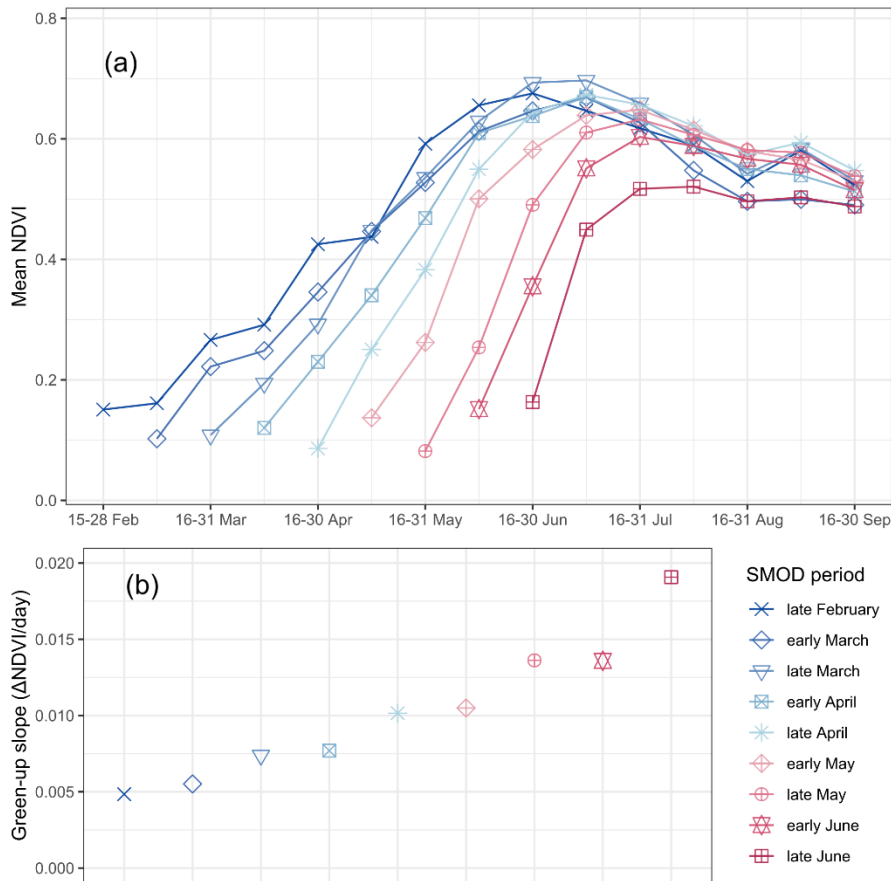 (a)
Mean NDVI
0.8
0.6
0.4
0.2
0.0
15-28 Feb 16-31 Mar 16-30 Apr 16-31 May 16-30 Jun 16-31 Jul 16-31 Aug 16-30 Sep
(b)
Green-up slope (ΔNDVI/day)
0.020
0.015
0.010
0.005
0.000
SMOD period
late February
early March
late March
early April
late April
early May
late May
early June
late June